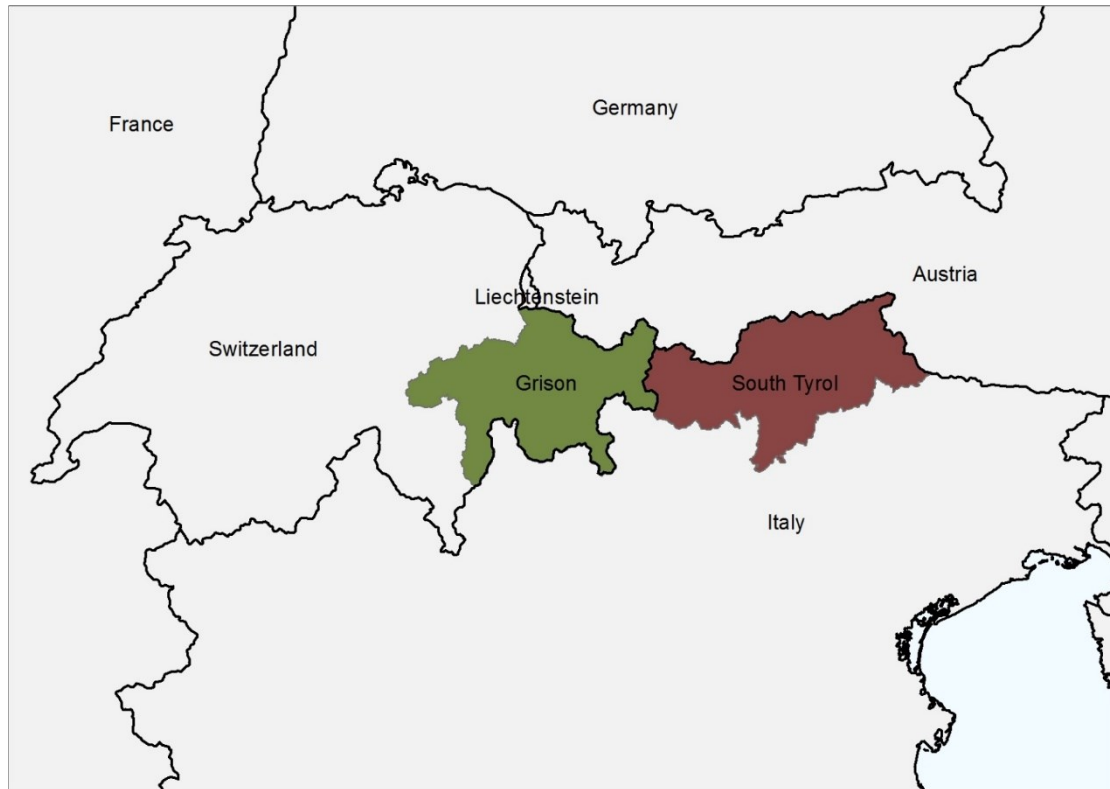 Germany
France
Austria
Liechtenstein
Switzerland
Grison
South Tyrol
Italy